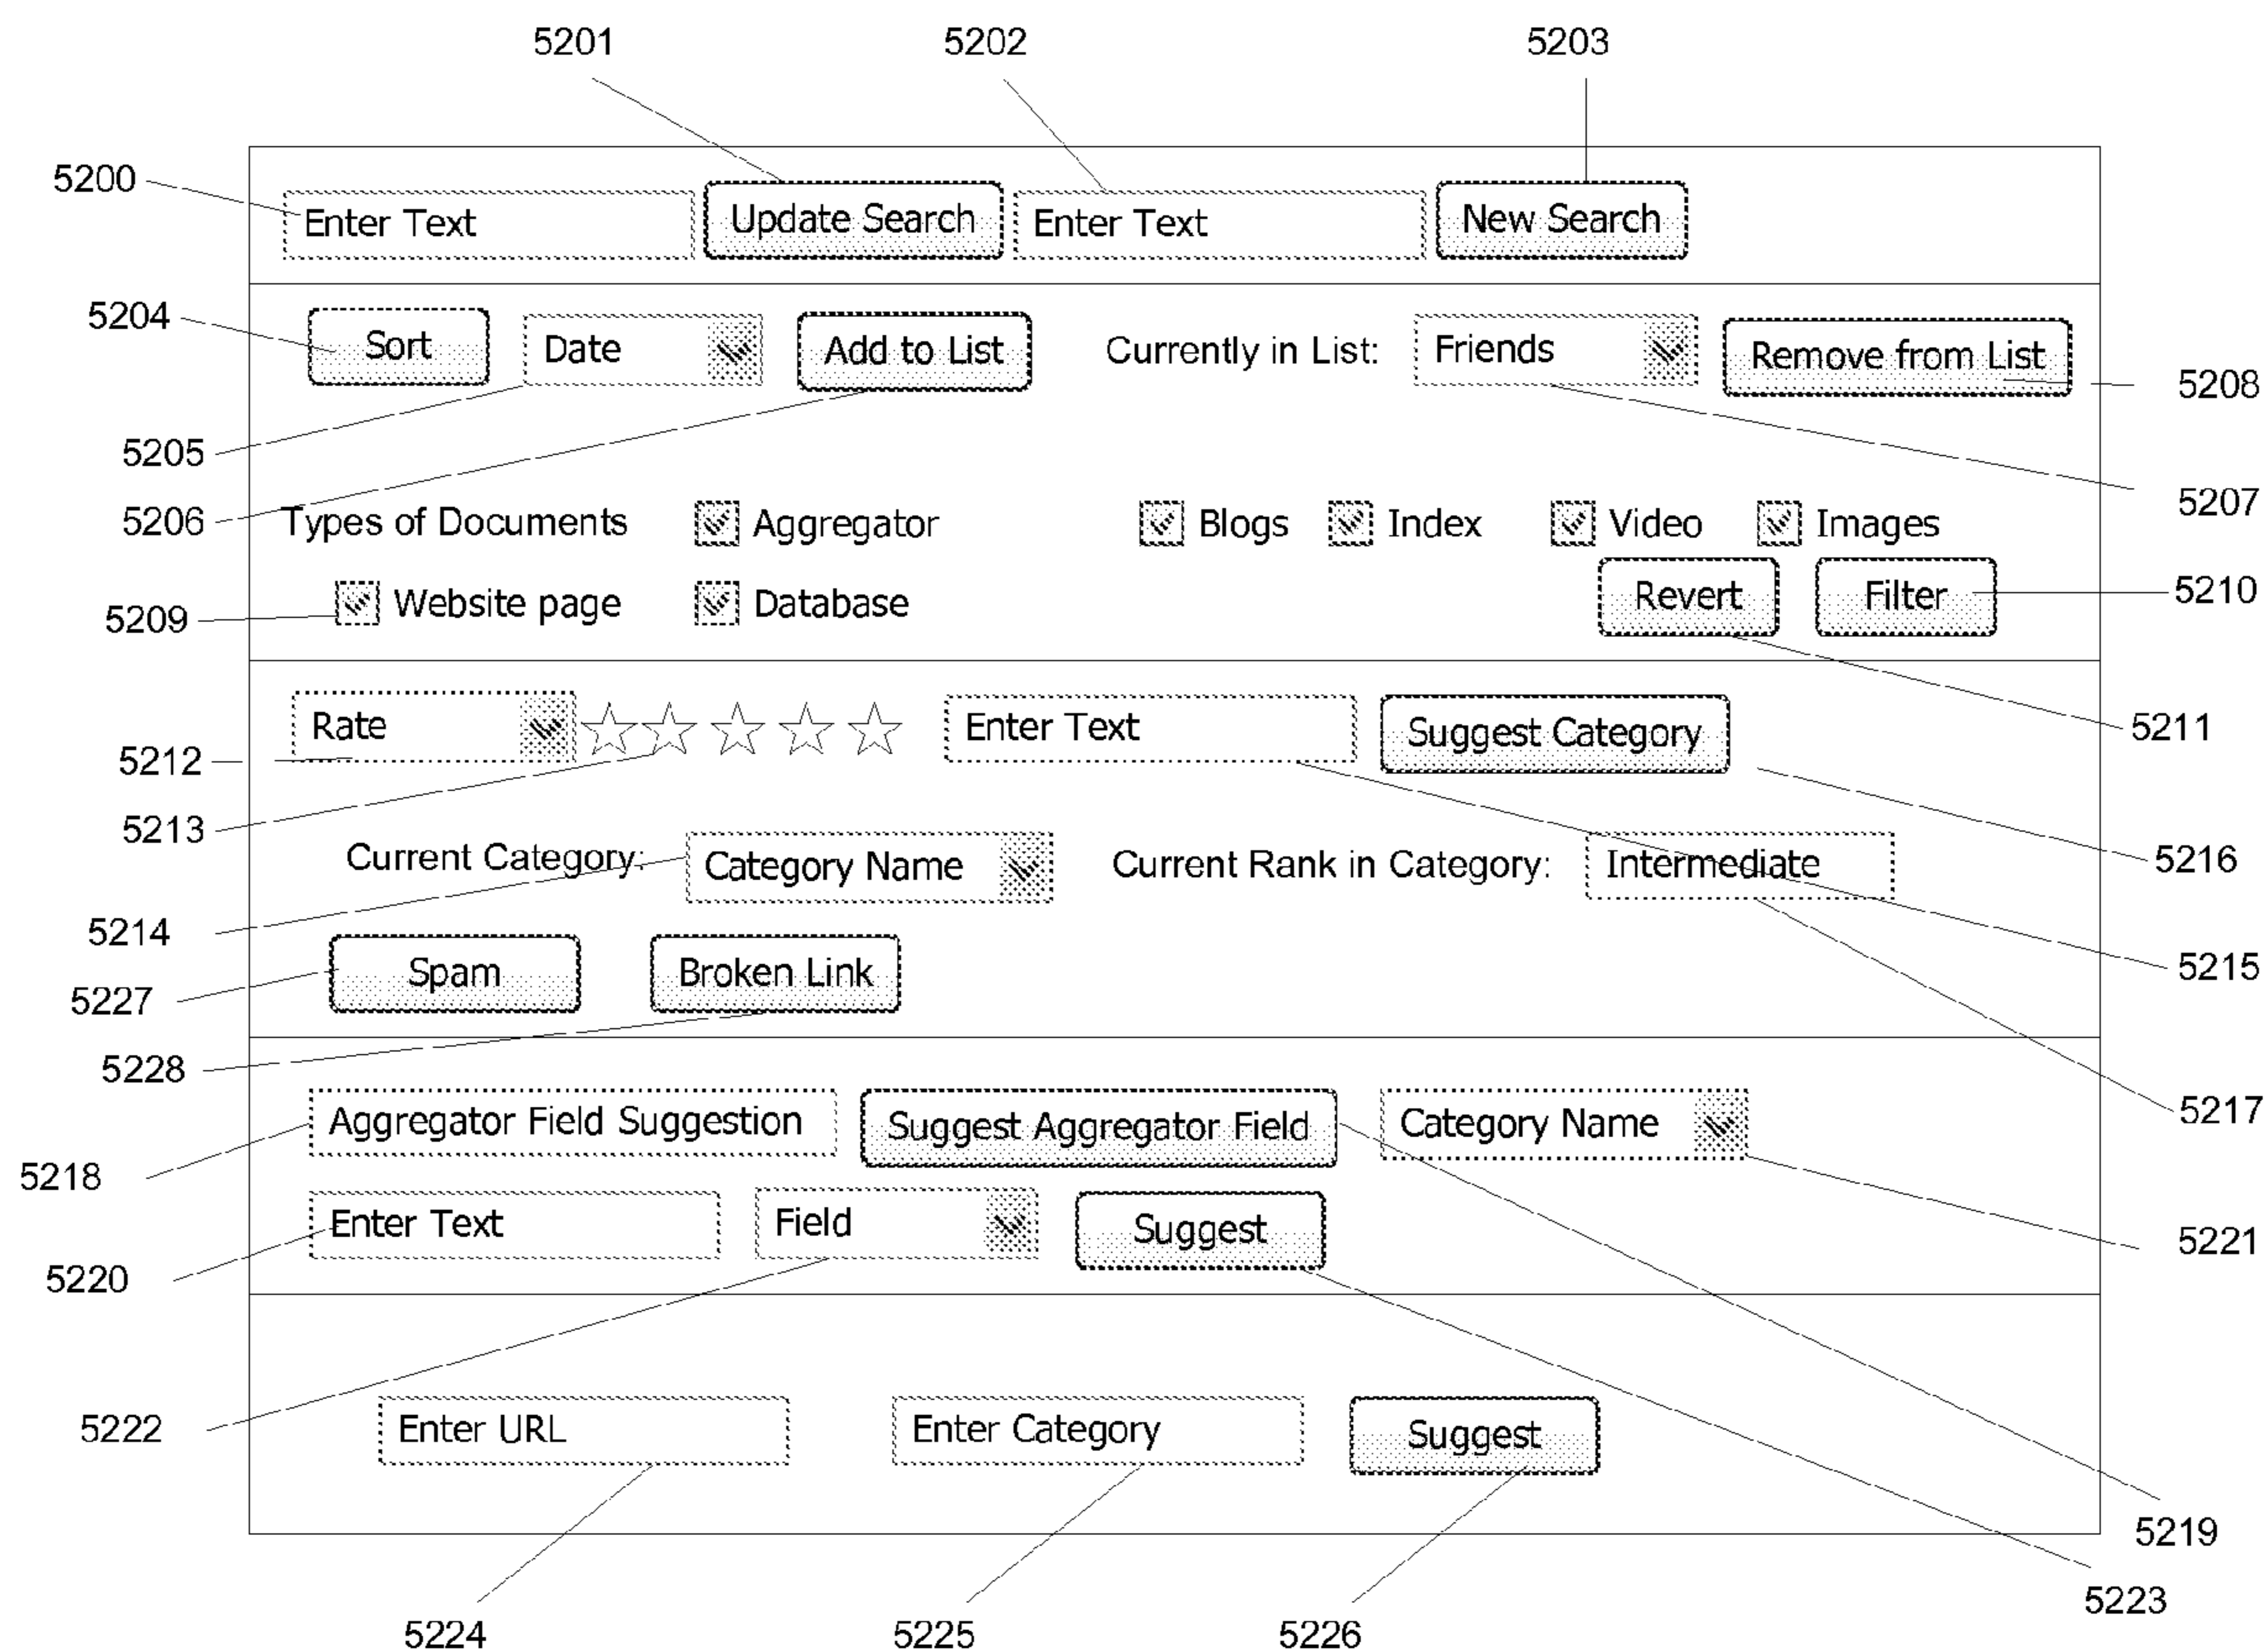 5201 5202 5203
5200 Enter Text Update Search Enter Text New Search
5204 Sort Date Add to List Currently in List: Friends Remove from List 5208
5205
5206 Types of Documents Aggregator Blogs Index Video Images 5207
5209 Website page Database Revert Filter 5210
5212 Rate Enter Text Suggest Category 5211
5213
Current Category: Category Name Current Rank in Category: Intermediate 5216
5214
5227 Spam Broken Link 5215
5228
5218 Aggregator Field Suggestion Suggest Aggregator Field Category Name 5217
5220 Enter Text Field Suggest 5221
5222 Enter URL Enter Category Suggest
5219
5223
5224 5225 5226